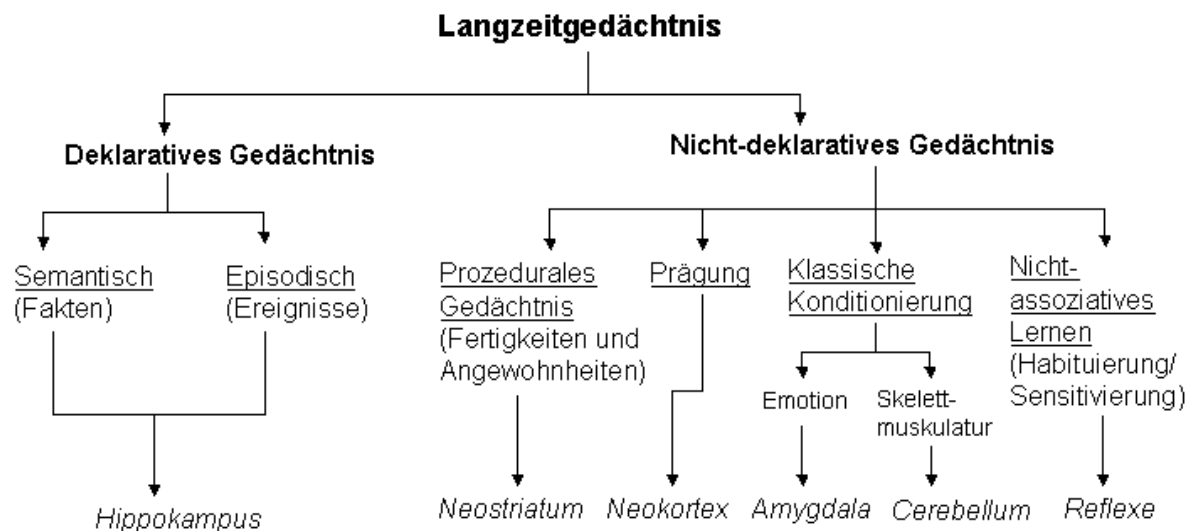 Langzeitgedächtnis
Deklaratives Gedächtnis
Nicht-deklaratives Gedächtnis
Semantisch
(Fakten)
Episodisch
(Ereignisse)
Prozedurales
Gedächtnis
(Fertigkeiten und
Angewohnheiten)
Prägung
Klassische
Konditionierung
Nicht-
assoziatives
Lernen
(Habituierung/
Sensitivierung)
Emotion
Skelett-
muskulatur
Hippokampus
Neostriatum
Neokortex
Amygdala
Cerebellum
Reflexe